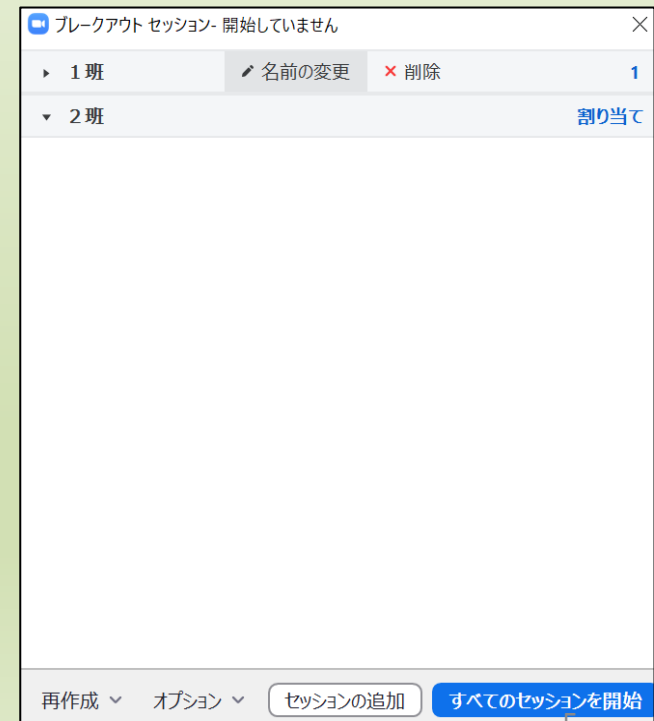 ブレークアウト セッション- 開始していません
1班 名前の変更 削除 1
2班 割り当て
再作成 オプション セッションの追加 すべてのセッションを開始